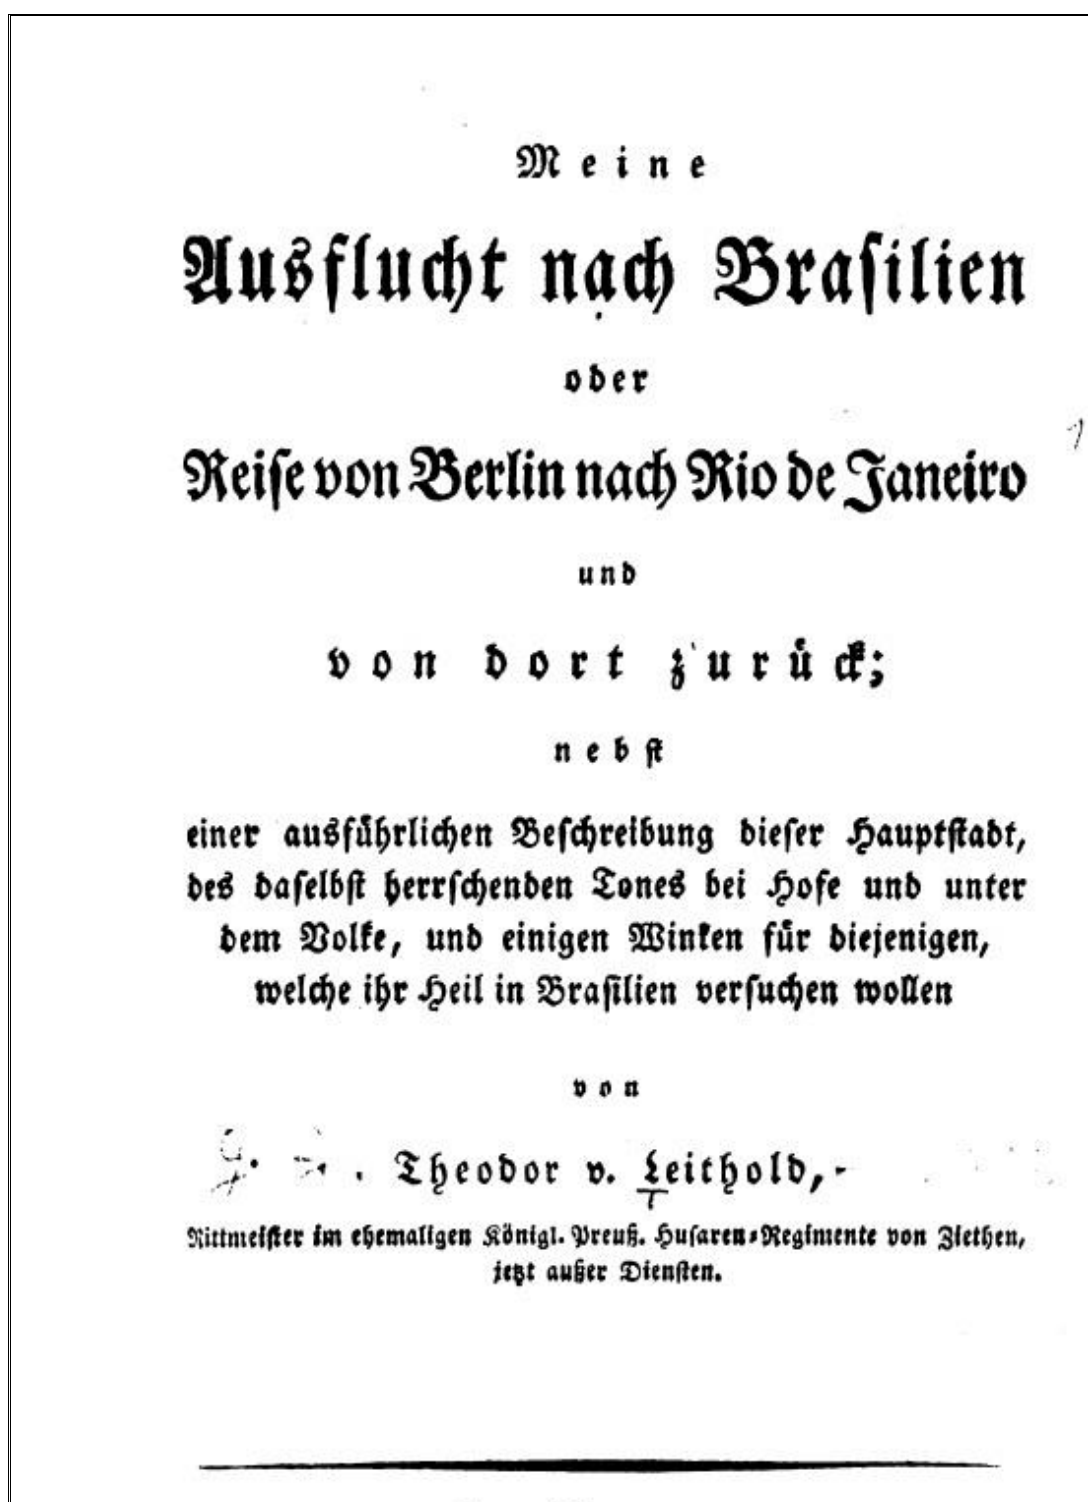 Meine
Ausflucht nach Brasilien
oder
Reise von Berlin nach Rio de Janeiro
und
von dort zurück;
nebst
einer ausführlichen Beschreibung dieser Hauptstadt,
des daselbst herrschenden Tones bei Hofe und unter
dem Volke, und einigen Winken für diejenigen,
welche ihr Heil in Brasilien versuchen wollen
von
Theodor v. Leithold,
Rittmeister im ehemaligen Königl. Preuß. Husaren-Regimente von Ziethen,
jetzt außer Diensten.